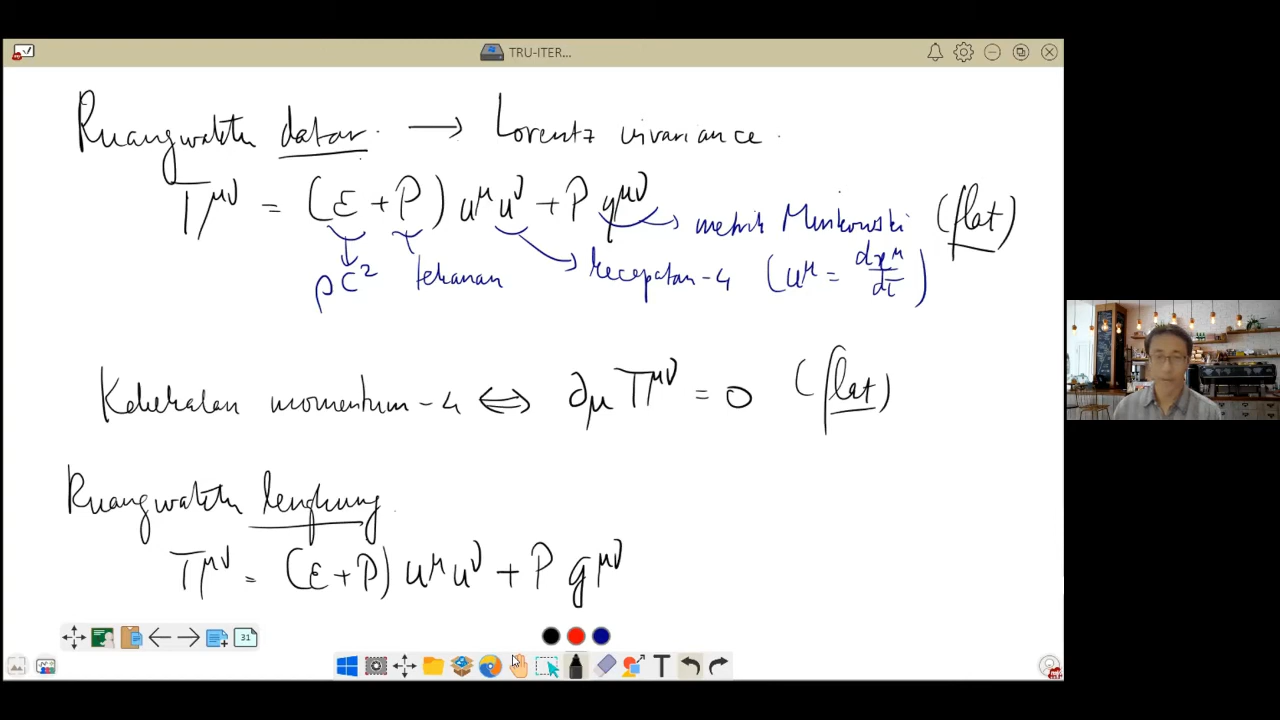 TRU-ITER...
Ruangwaktu datar. → Lorentz invariance.
T^μν = (ε + P) u^μ u^ν + P η^μν → metrik Minkowski (flat)
ρc² tekanan → kecepatan-4 (u^μ = dx^μ/dτ)
Kekekalan momentum-4 ⇔ ∂μ T^μν = 0 (flat)
Ruangwaktu lengkung.
T^μν = (ε + P) u^μ u^ν + P g^μν
31
T